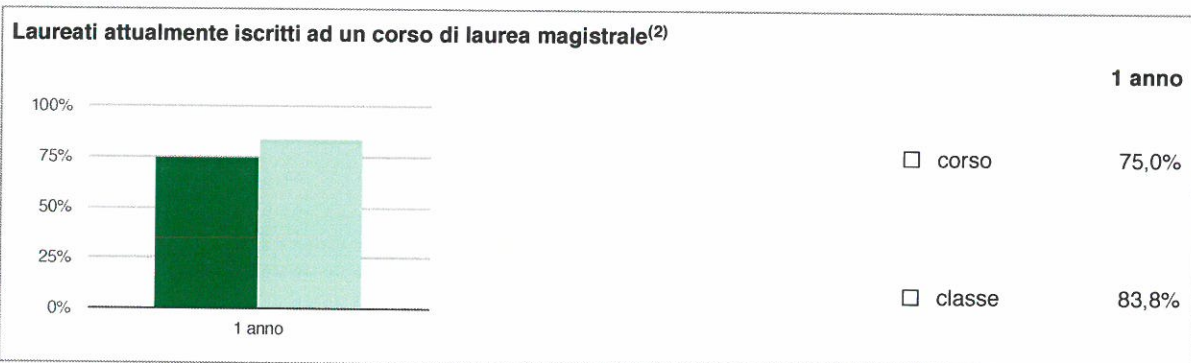 Laureati attualmente iscritti ad un corso di laurea magistrale(2)
1 anno
100%
75%
50%
25%
0%
1 anno
☐ corso 75,0%
☐ classe 83,8%